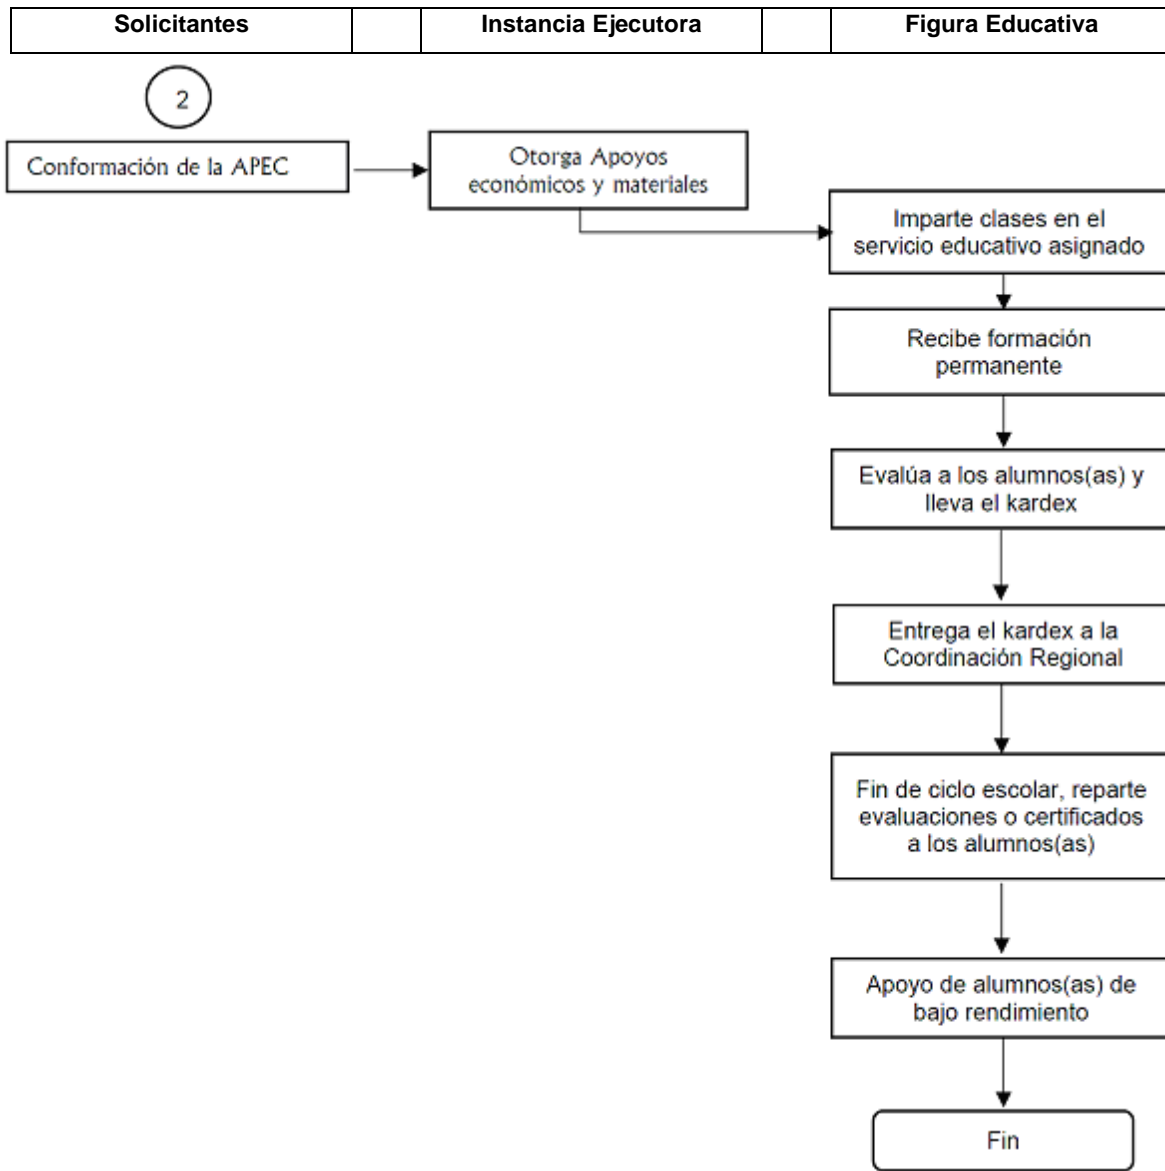 Solicitantes
Instancia Ejecutora
Figura Educativa
2
Conformación de la APEC
Otorga Apoyos
económicos y materiales
Imparte clases en el
servicio educativo asignado
Recibe formación
permanente
Evalúa a los alumnos(as) y
lleva el kardex
Entrega el kardex a la
Coordinación Regional
Fin de ciclo escolar, reparte
evaluaciones o certificados
a los alumnos(as)
Apoyo de alumnos(as) de
bajo rendimiento
Fin